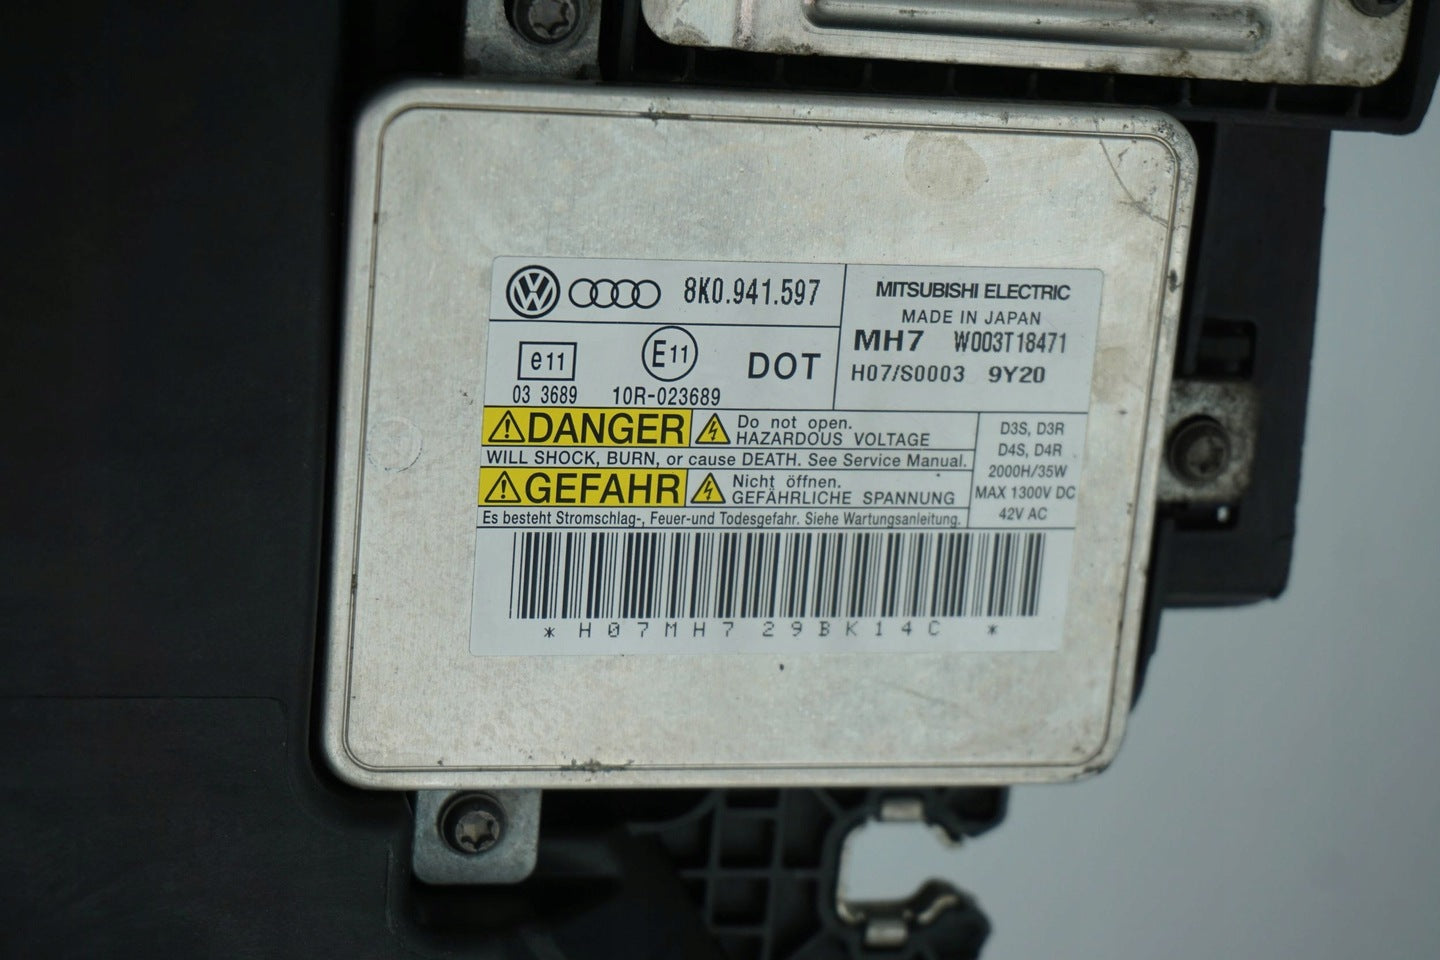 8K0.941.597
MITSUBISHI ELECTRIC
MADE IN JAPAN
MH7 W003T18471
H07/S0003 9Y20
e11
03 3689
E11
10R-023689
DOT
DANGER
Do not open.
HAZARDOUS VOLTAGE
WILL SHOCK, BURN, or cause DEATH. See Service Manual.
GEFAHR
Nicht öffnen.
GEFÄHRLICHE SPANNUNG
Es besteht Stromschlag-, Feuer-und Todesgefahr. Siehe Wartungsanleitung.
D3S, D3R
D4S, D4R
2000H/35W
MAX 1300V DC
42V AC
* H07MH729BK14C *